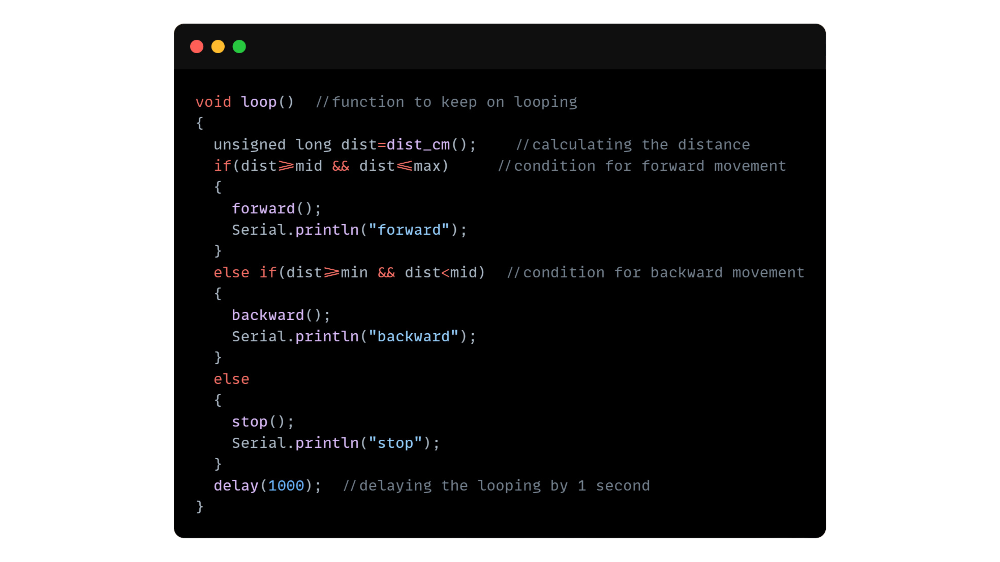 void loop()  //function to keep on looping
{
  unsigned long dist=dist_cm();    //calculating the distance
  if(dist>=mid && dist<=max)     //condition for forward movement
  {
    forward();
    Serial.println("forward");
  }
  else if(dist>=min && dist<mid)  //condition for backward movement
  {
    backward();
    Serial.println("backward");
  }
  else
  {
    stop();
    Serial.println("stop");
  }
  delay(1000);  //delaying the looping by 1 second
}